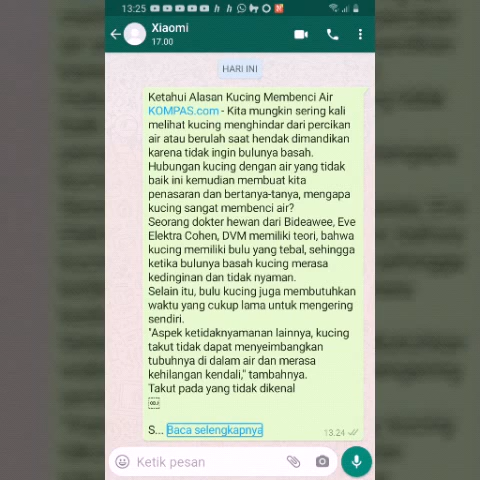 13:25
Xiaomi
17.00
HARI INI
Ketahui Alasan Kucing Membenci Air
KOMPAS.com - Kita mungkin sering kali
melihat kucing menghindar dari percikan
air atau berulah saat hendak dimandikan
karena tidak ingin bulunya basah.
Hubungan kucing dengan air yang tidak
baik ini kemudian membuat kita
penasaran dan bertanya-tanya, mengapa
kucing sangat membenci air?
Seorang dokter hewan dari Bideawee, Eve
Elektra Cohen, DVM memiliki teori, bahwa
kucing memiliki bulu yang tebal, sehingga
ketika bulunya basah kucing merasa
kedinginan dan tidak nyaman.
Selain itu, bulu kucing juga membutuhkan
waktu yang cukup lama untuk mengering
sendiri.
"Aspek ketidaknyamanan lainnya, kucing
takut tidak dapat menyeimbangkan
tubuhnya di dalam air dan merasa
kehilangan kendali," tambahnya.
Takut pada yang tidak dikenal
S... Baca selengkapnya
13.24
Ketik pesan